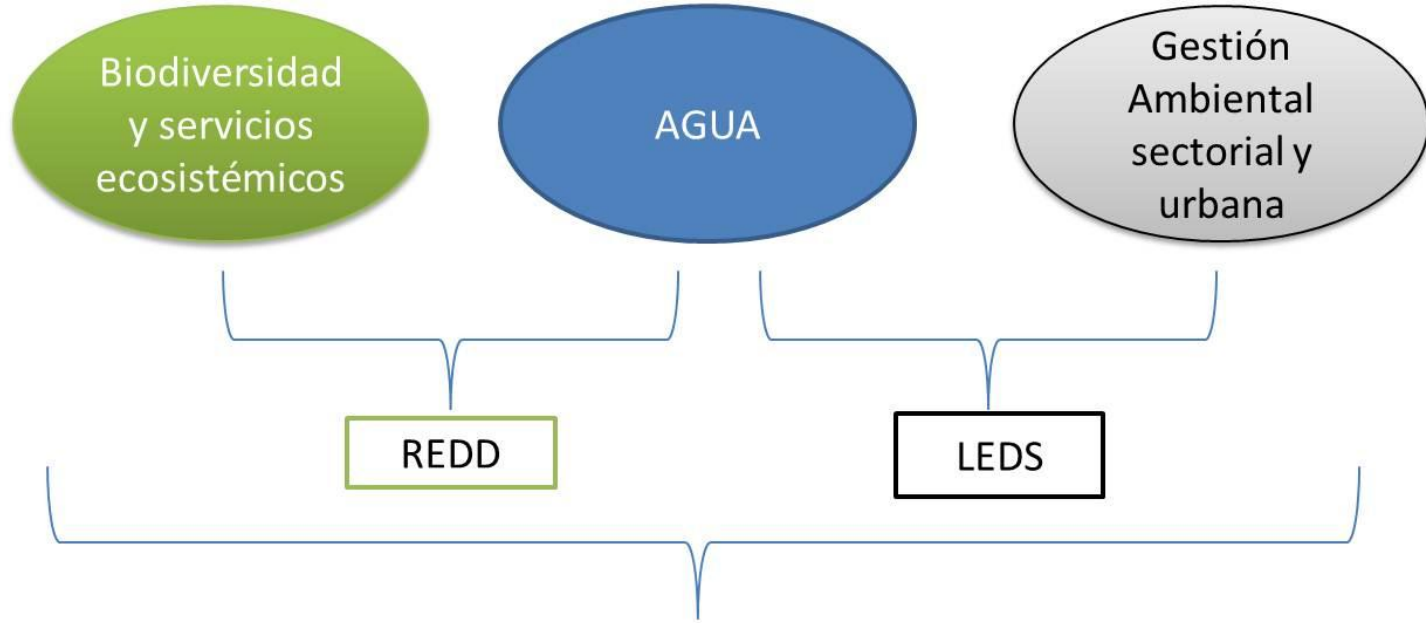 Biodiversidad
y servicios
ecosistémicos
AGUA
Gestión
Ambiental
sectorial y
urbana
REDD
LEDS